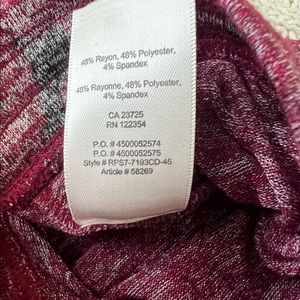 48% Rayon, 48% Polyester,
4% Spandex
48% Rayonne, 48% Polyester,
4% Spandex
CA 23725
RN 122354
P.O. # 4500052574
P.O. # 4500052575
Style # RPS7-7193CD-45
Article # 58269